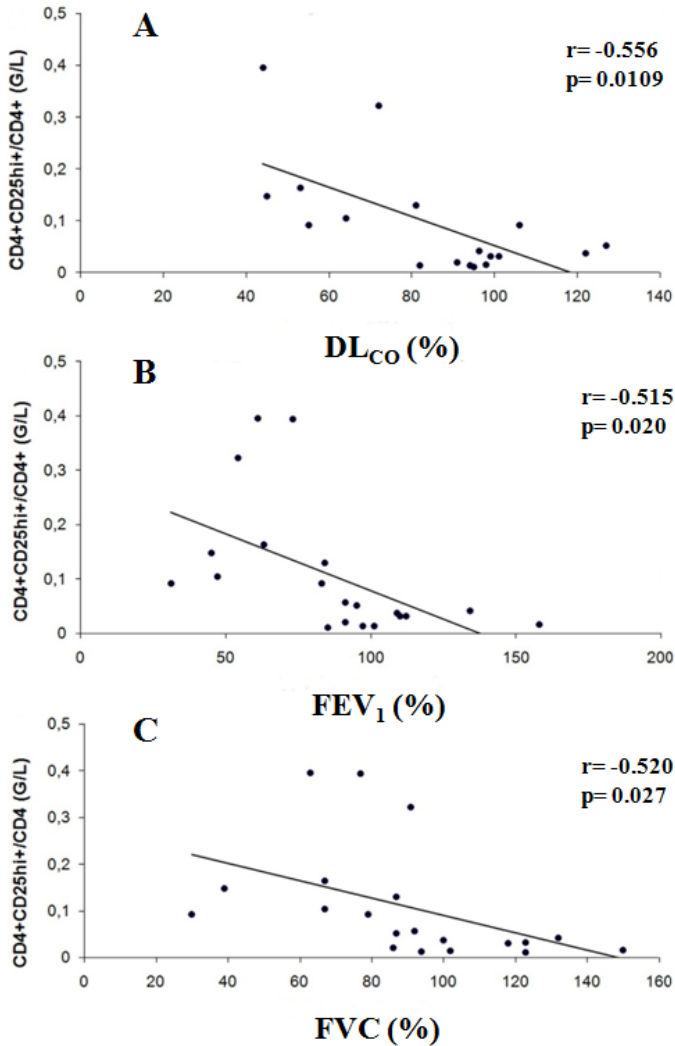 A
r= -0.556
p= 0.0109
CD4+CD25hi+/CD4+ (G/L)
0,5
0,4
0,3
0,2
0,1
0
0 20 40 60 80 100 120 140
DLCO (%)
B
r= -0.515
p= 0.020
CD4+CD25hi+/CD4+ (G/L)
0,5
0,4
0,3
0,2
0,1
0
0 50 100 150 200
FEV1 (%)
C
r= -0.520
p= 0.027
CD4+CD25hi+/CD4 (G/L)
0,5
0,4
0,3
0,2
0,1
0
0 20 40 60 80 100 120 140 160
FVC (%)